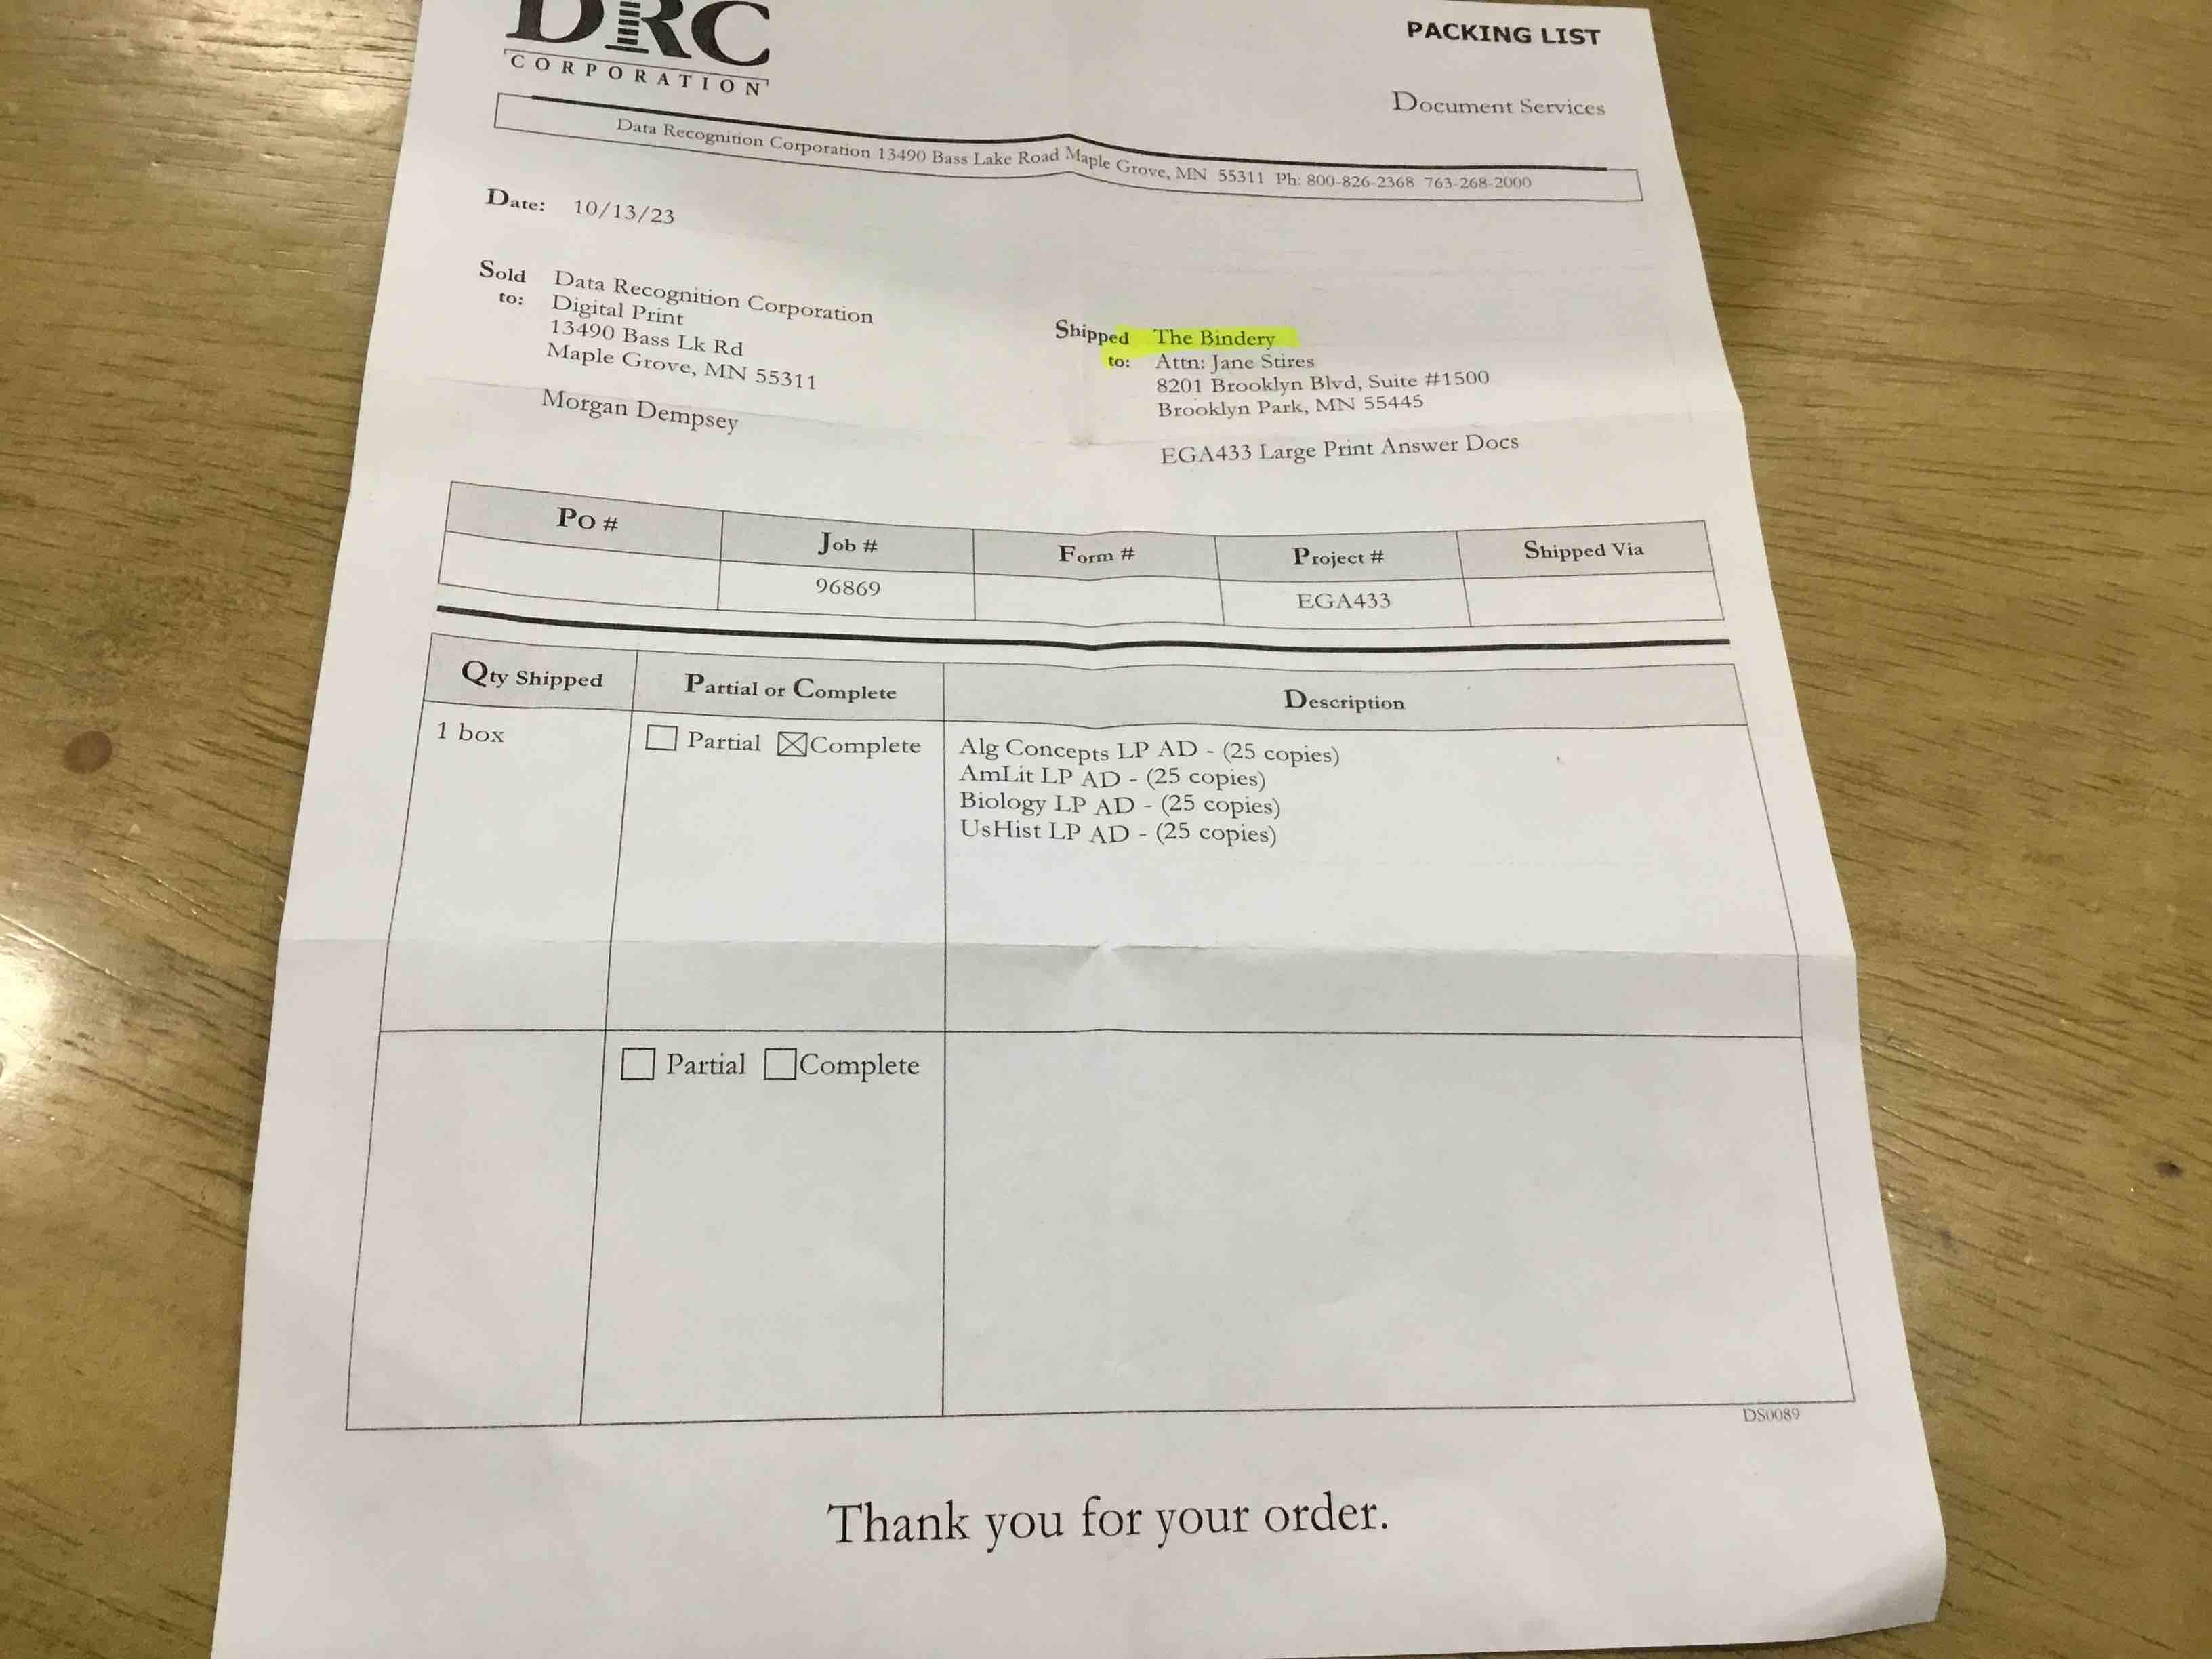 DRC
CORPORATION
PACKING LIST
Document Services
Data Recognition Corporation 13490 Bass Lake Road Maple Grove, MN 55311 Ph: 800-826-2368 763-268-2000
Date: 10/13/23
Sold to: Data Recognition Corporation
Digital Print
13490 Bass Lk Rd
Maple Grove, MN 55311
Morgan Dempsey
Shipped to: The Bindery
Attn: Jane Stires
8201 Brooklyn Blvd, Suite #1500
Brooklyn Park, MN 55445
EGA433 Large Print Answer Docs
Po # Job # Form # Project # Shipped Via
96869 EGA433
Qty Shipped Partial or Complete Description
1 box Partial Complete Alg Concepts LP AD - (25 copies)
AmLit LP AD - (25 copies)
Biology LP AD - (25 copies)
UsHist LP AD - (25 copies)
Partial Complete
DS0089
Thank you for your order.